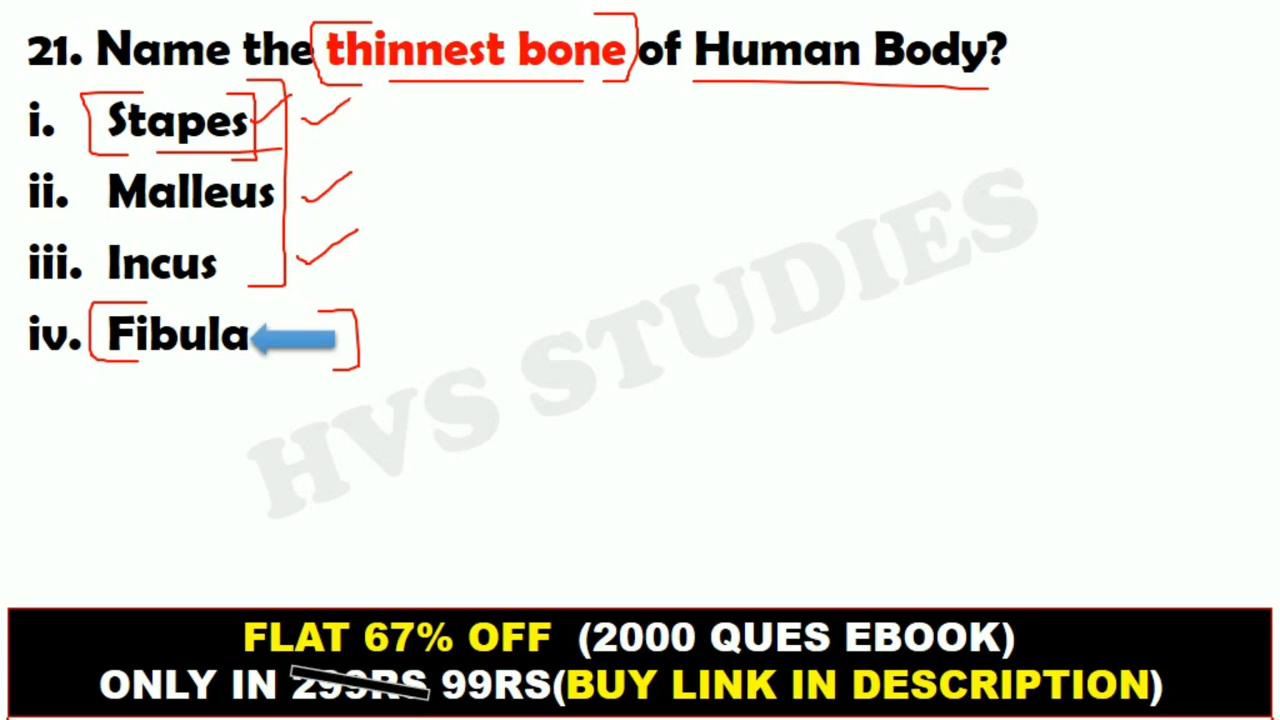 21. Name the thinnest bone of Human Body?
i. Stapes
ii. Malleus
iii. Incus
iv. Fibula
HVS STUDIES
FLAT 67% OFF (2000 QUES EBOOK)
ONLY IN 299RS 99RS(BUY LINK IN DESCRIPTION)